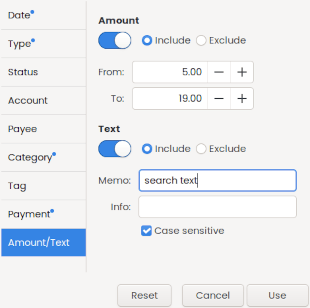 Date
Type
Status
Account
Payee
Category
Tag
Payment
Amount/Text
Amount
Include Exclude
From: 5.00
To: 19.00
Text
Include Exclude
Memo: search text
Info:
Case sensitive
Reset Cancel Use